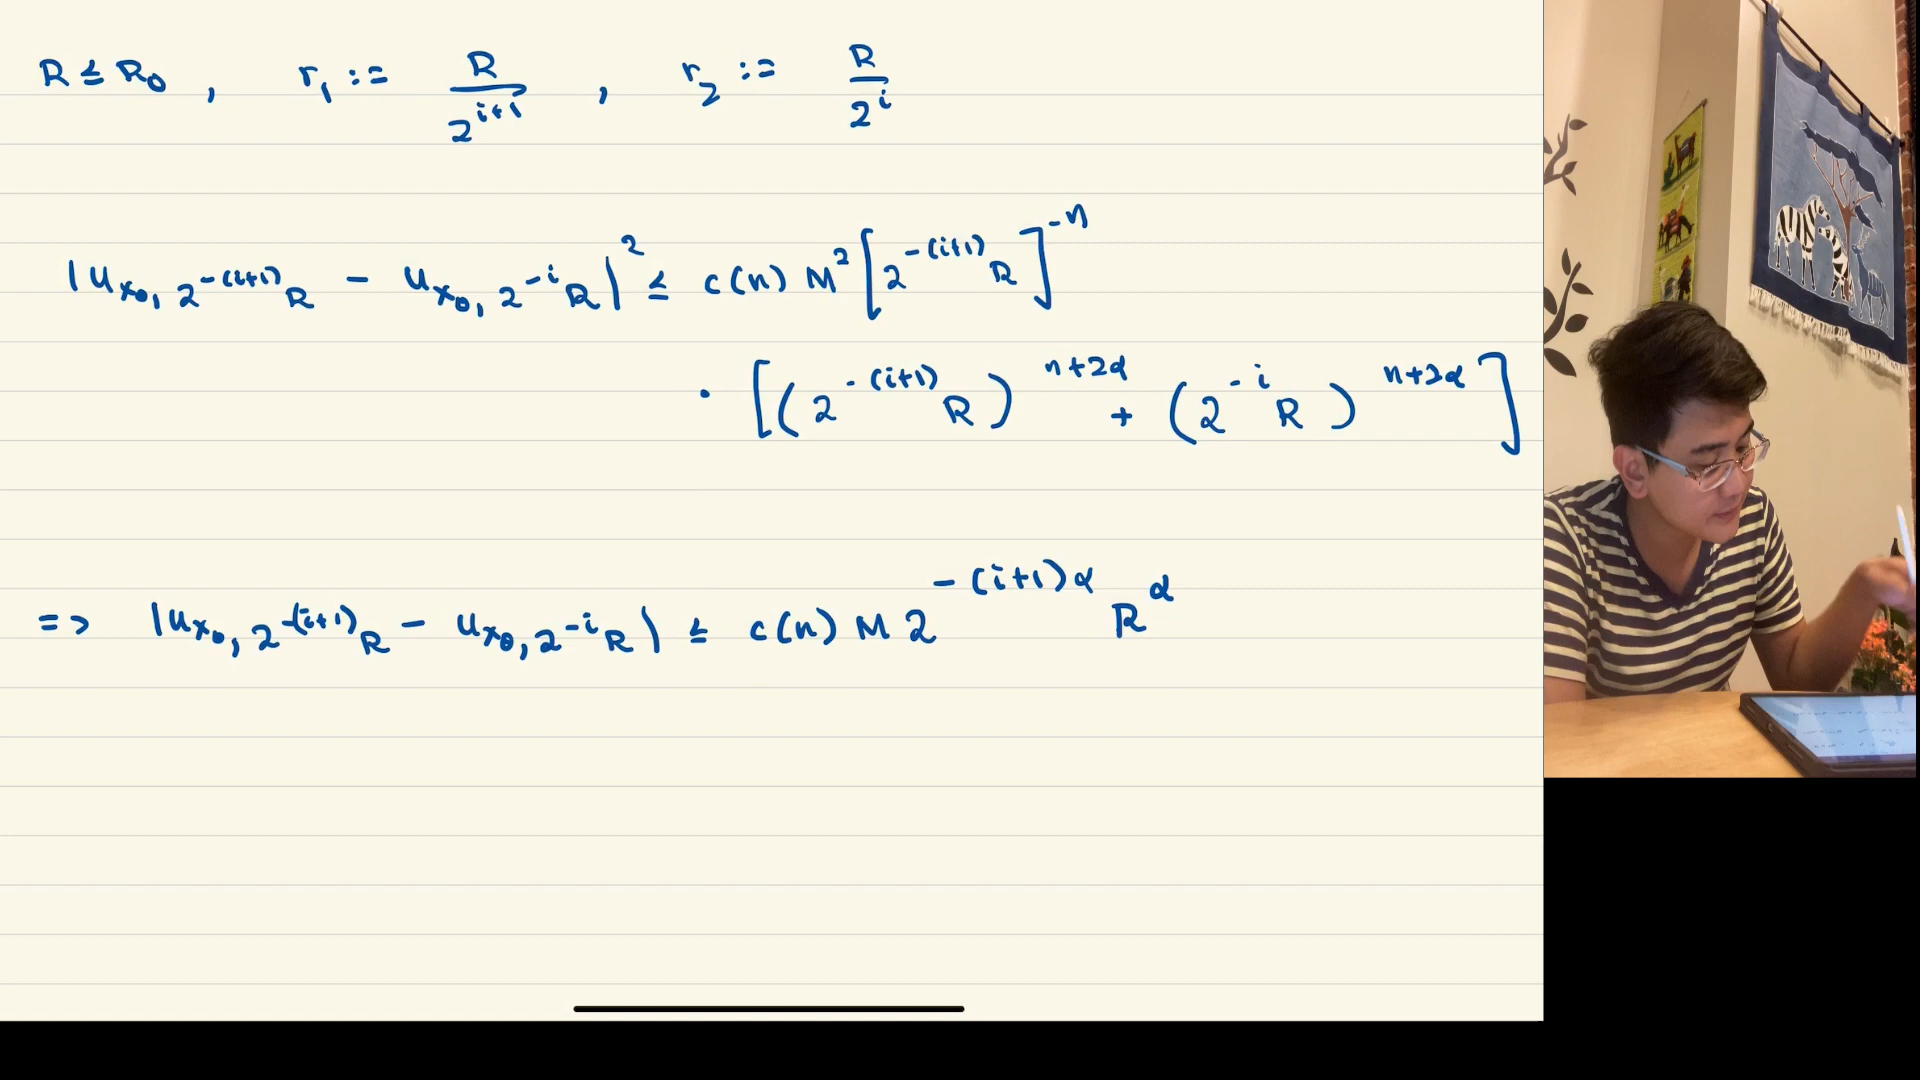 R ≤ R₀ , r₁ := R/2^{i+1} , r₂ := R/2^i
|u_{x₀, 2^{-(i+1)}R} - u_{x₀, 2^{-i}R}|² ≤ c(n) M² [2^{-(i+1)} R]^{-n}
· [(2^{-(i+1)} R)^{n+2α} + (2^{-i} R)^{n+2α}]
=> |u_{x₀, 2^{-(i+1)}R} - u_{x₀, 2^{-i}R}| ≤ c(n) M 2^{-(i+1)α} R^α